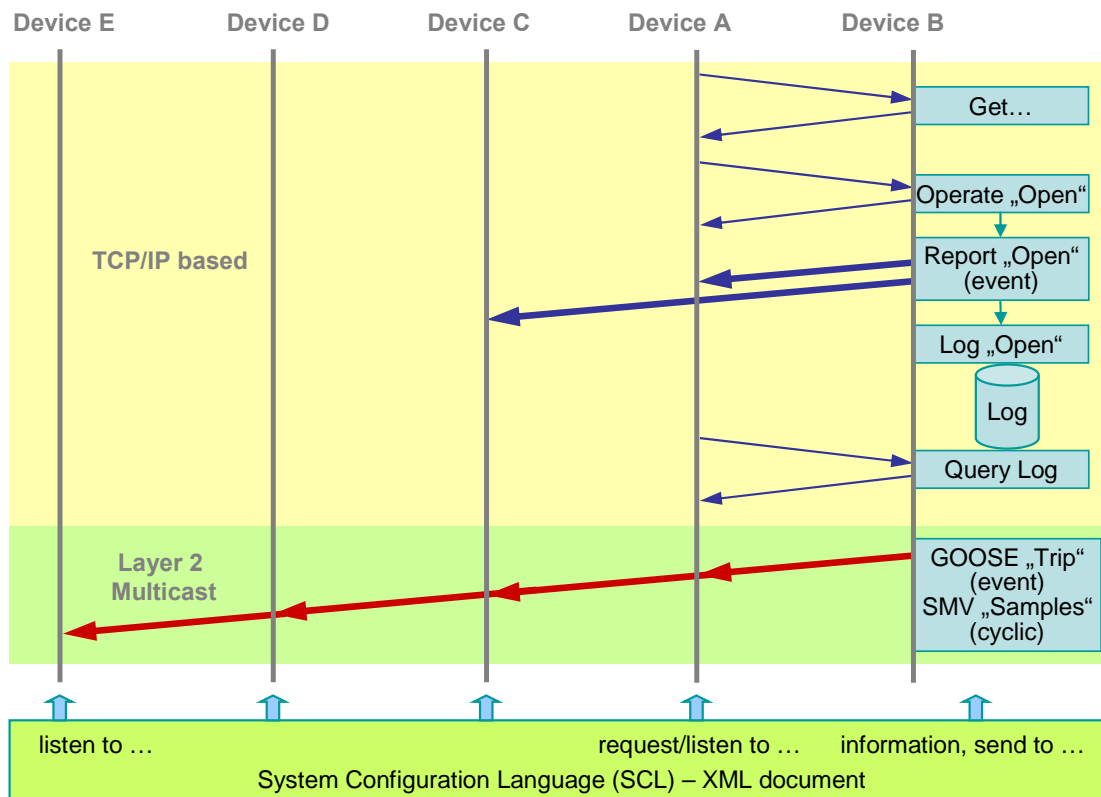 Device E
Device D
Device C
Device A
Device B
Get…
Operate „Open“
TCP/IP based
Report „Open“
(event)
Log „Open“
Log
Query Log
Layer 2
Multicast
GOOSE „Trip“
(event)
SMV „Samples“
(cyclic)
listen to …
request/listen to …
information, send to …
System Configuration Language (SCL) – XML document